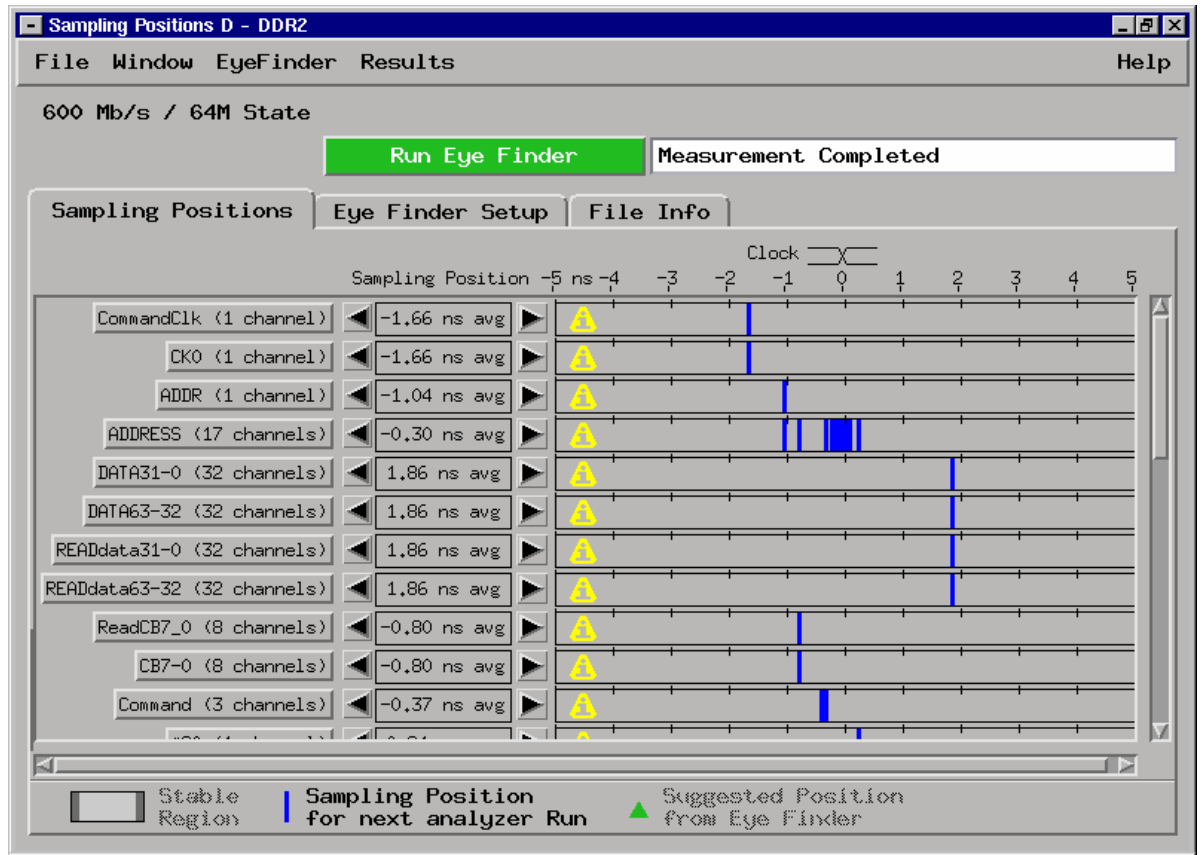 Sampling Positions D - DDR2
File Window EyeFinder Results Help
600 Mb/s / 64M State
Run Eye Finder Measurement Completed
Sampling Positions Eye Finder Setup File Info
Clock
Sampling Position -5 ns -4 -3 -2 -1 0 1 2 3 4 5
CommandClk (1 channel) -1.66 ns avg
CK0 (1 channel) -1.66 ns avg
ADDR (1 channel) -1.04 ns avg
ADDRESS (17 channels) -0.30 ns avg
DATA31-0 (32 channels) 1.86 ns avg
DATA63-32 (32 channels) 1.86 ns avg
READdata31-0 (32 channels) 1.86 ns avg
READdata63-32 (32 channels) 1.86 ns avg
ReadCB7_0 (8 channels) -0.80 ns avg
CB7-0 (8 channels) -0.80 ns avg
Command (3 channels) -0.37 ns avg
Stable Sampling Position Suggested Position
Region for next analyzer Run from Eye Finder